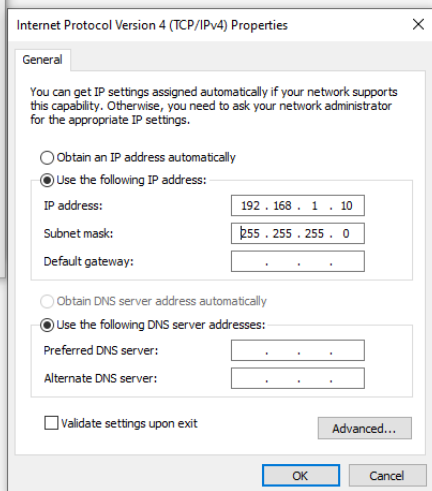 Internet Protocol Version 4 (TCP/IPv4) Properties
General
You can get IP settings assigned automatically if your network supports
this capability. Otherwise, you need to ask your network administrator
for the appropriate IP settings.
Obtain an IP address automatically
Use the following IP address:
IP address: 192 . 168 . 1 . 10
Subnet mask: 255 . 255 . 255 . 0
Default gateway: . . .
Obtain DNS server address automatically
Use the following DNS server addresses:
Preferred DNS server: . . .
Alternate DNS server: . . .
Validate settings upon exit
Advanced...
OK Cancel